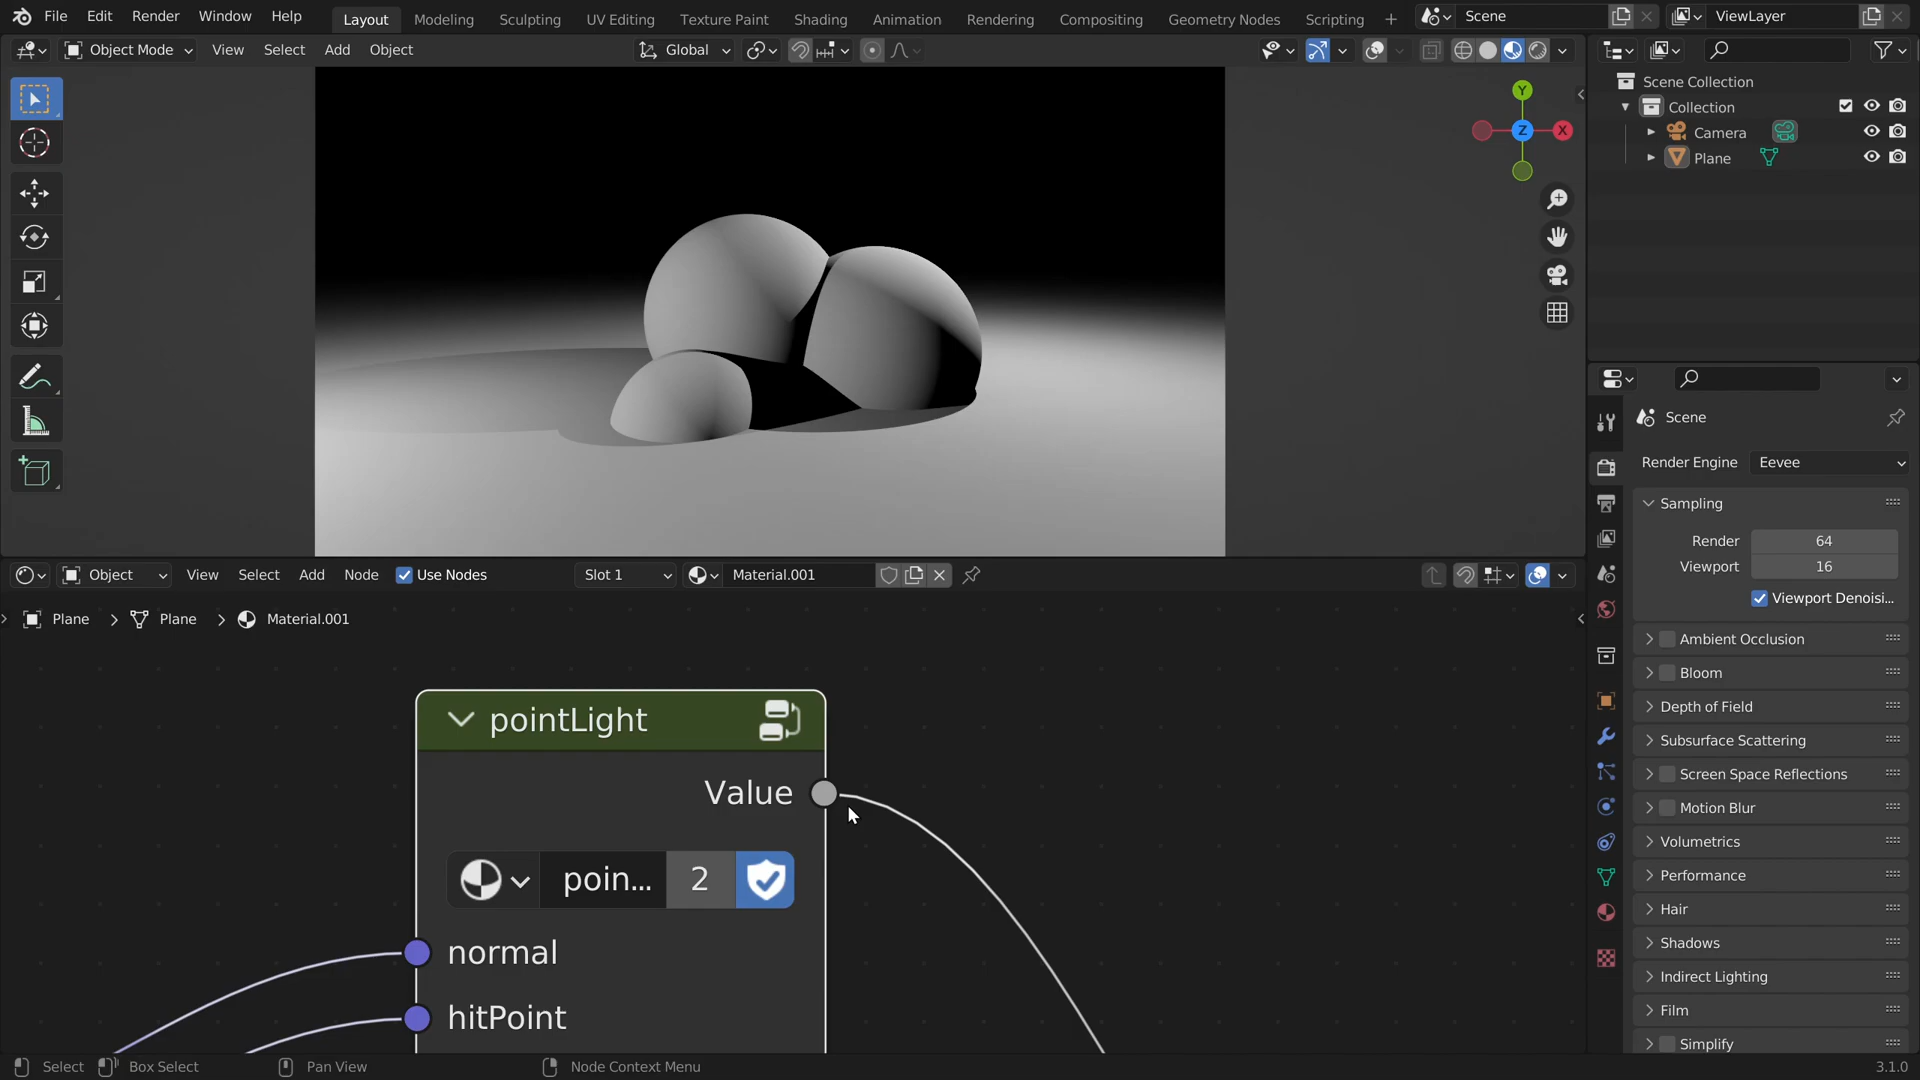 File Edit Render Window Help Layout Modeling Sculpting UV Editing Texture Paint Shading Animation Rendering Compositing Geometry Nodes Scripting + Scene ViewLayer
Object Mode View Select Add Object Global
Scene Collection
Collection
Camera
Plane
Y
Z X
Scene
Render Engine Eevee
Sampling
Render 64
Viewport 16
Viewport Denoisi...
Ambient Occlusion
Bloom
Depth of Field
Subsurface Scattering
Screen Space Reflections
Motion Blur
Volumetrics
Performance
Hair
Shadows
Indirect Lighting
Film
Simplify
Object View Select Add Node Use Nodes Slot 1 Material.001
Plane > Plane > Material.001
pointLight
Value
poin... 2
normal
hitPoint
Select Box Select Pan View Node Context Menu 3.1.0